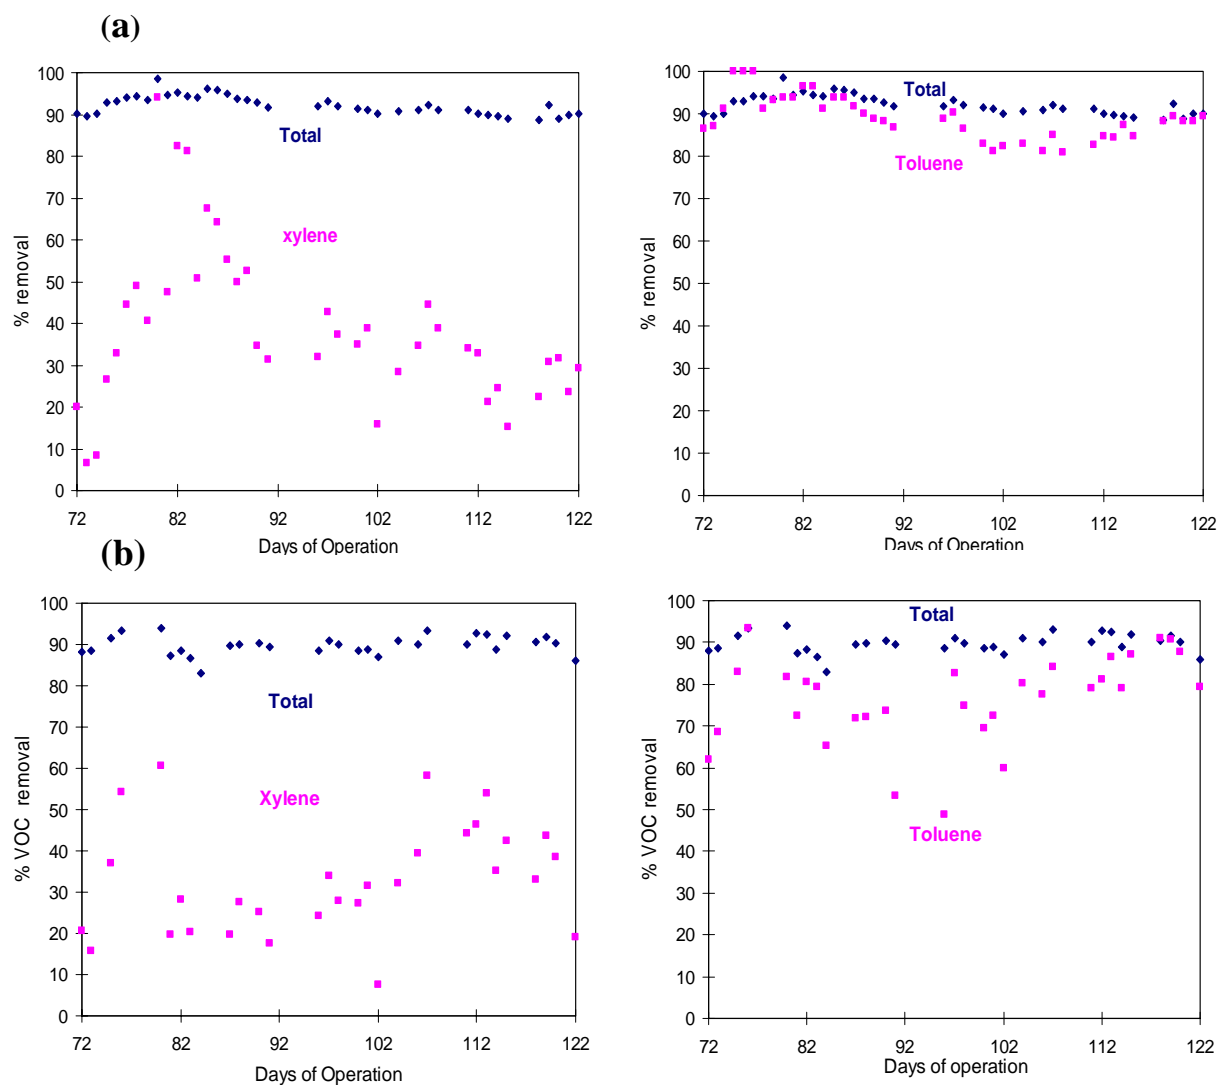 (a)
100
90
80
70
60
50
40
30
20
10
0
% removal
Total
xylene
72 82 92 102 112 122
Days of Operation
100
90
80
70
60
50
40
30
20
10
0
% removal
Total
Toluene
72 82 92 102 112 122
Days of Operation
(b)
100
90
80
70
60
50
40
30
20
10
0
% VOC removal
Total
Xylene
72 82 92 102 112 122
Days of Operation
100
90
80
70
60
50
40
30
20
10
0
% VOC removal
Total
Toluene
72 82 92 102 112 122
Days of operation